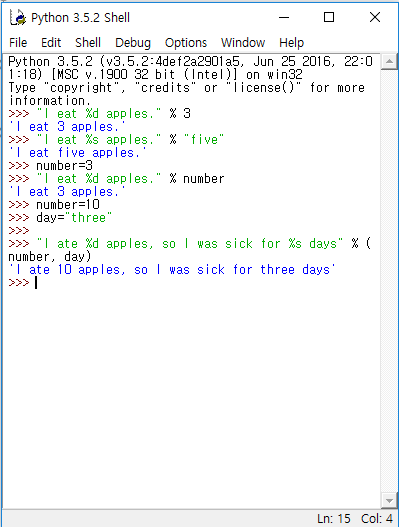 Python 3.5.2 Shell
File Edit Shell Debug Options Window Help
Python 3.5.2 (v3.5.2:4def2a2901a5, Jun 25 2016, 22:0
1:18) [MSC v.1900 32 bit (Intel)] on win32
Type "copyright", "credits" or "license()" for more
information.
>>> "I eat %d apples." % 3
'I eat 3 apples.'
>>> "I eat %s apples." % "five"
'I eat five apples.'
>>> number=3
>>> "I eat %d apples." % number
'I eat 3 apples.'
>>> number=10
>>> day="three"
>>>
>>> "I ate %d apples, so I was sick for %s days" % (
number, day)
'I ate 10 apples, so I was sick for three days'
>>>
Ln: 15 Col: 4